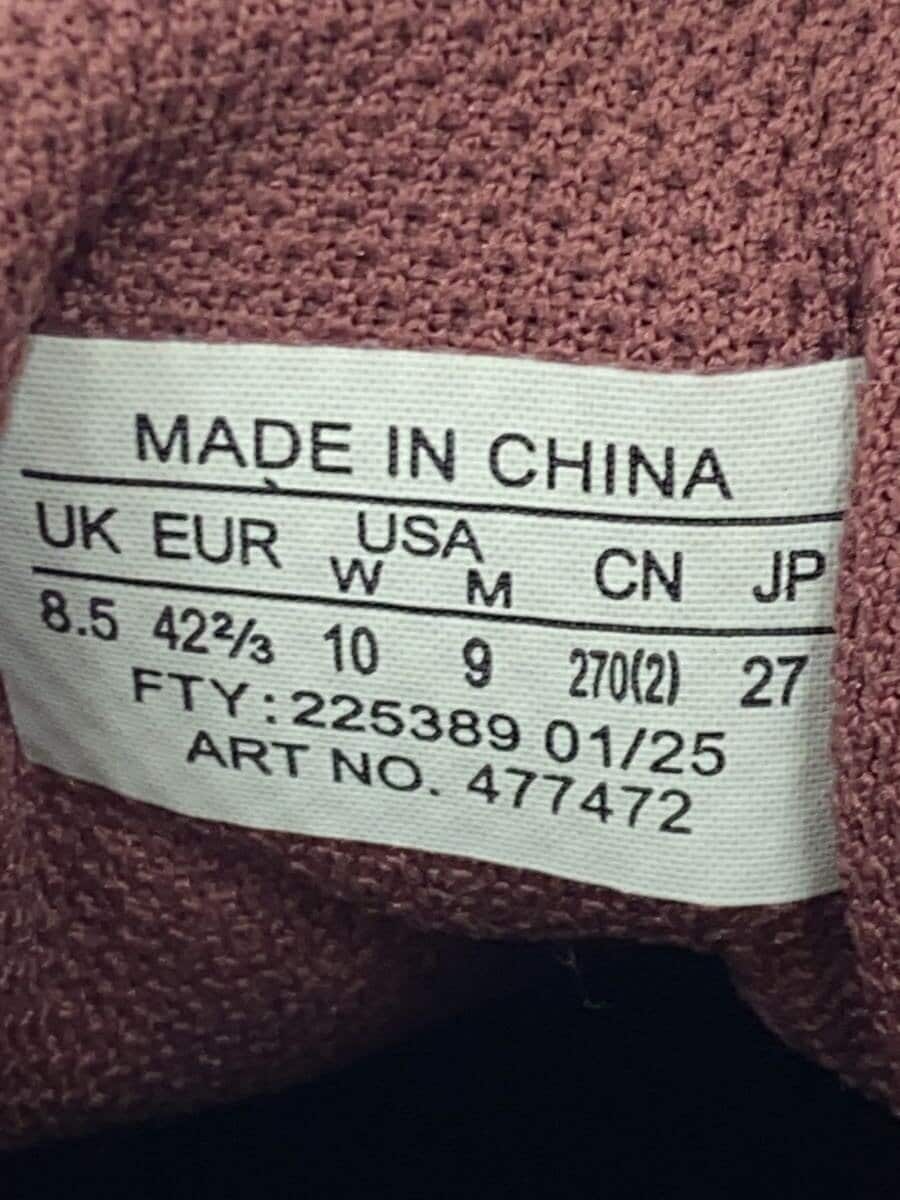 MADE IN CHINA
UK EUR USA CN JP
W M
8.5 42⅔ 10 9 270(2) 27
FTY:225389 01/25
ART NO. 477472